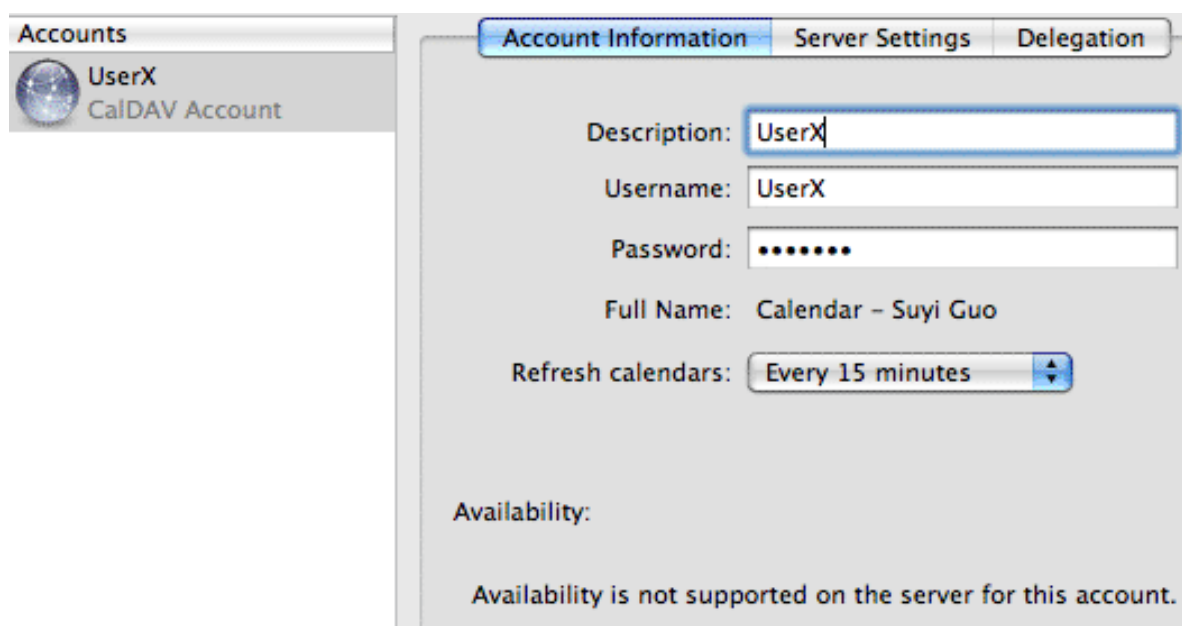 Accounts
UserX
CalDAV Account
Account Information Server Settings Delegation
Description: UserX
Username: UserX
Password: •••••••
Full Name: Calendar – Suyi Guo
Refresh calendars: Every 15 minutes
Availability:
Availability is not supported on the server for this account.